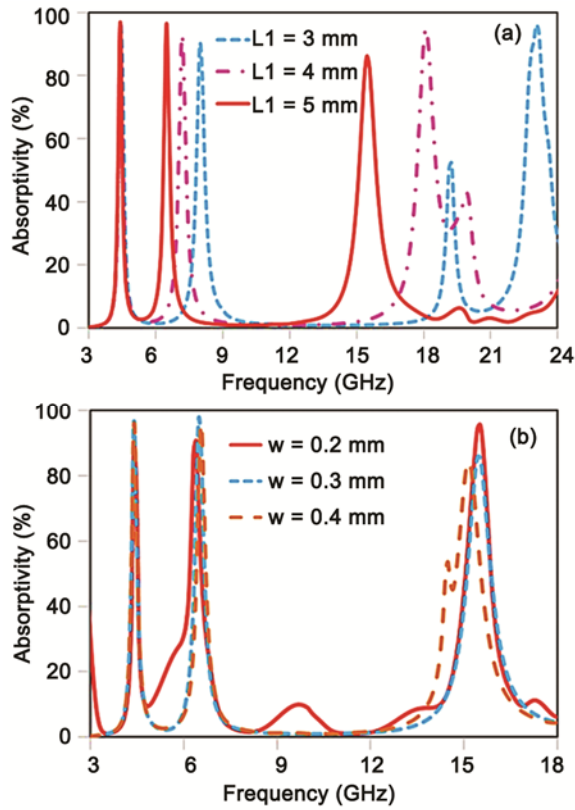 100
80
60
40
20
0
Absorptivity (%)
(a)
L1 = 3 mm
L1 = 4 mm
L1 = 5 mm
3 6 9 12 15 18 21 24
Frequency (GHz)
100
80
60
40
20
0
Absorptivity (%)
(b)
w = 0.2 mm
w = 0.3 mm
w = 0.4 mm
3 6 9 12 15 18
Frequency (GHz)